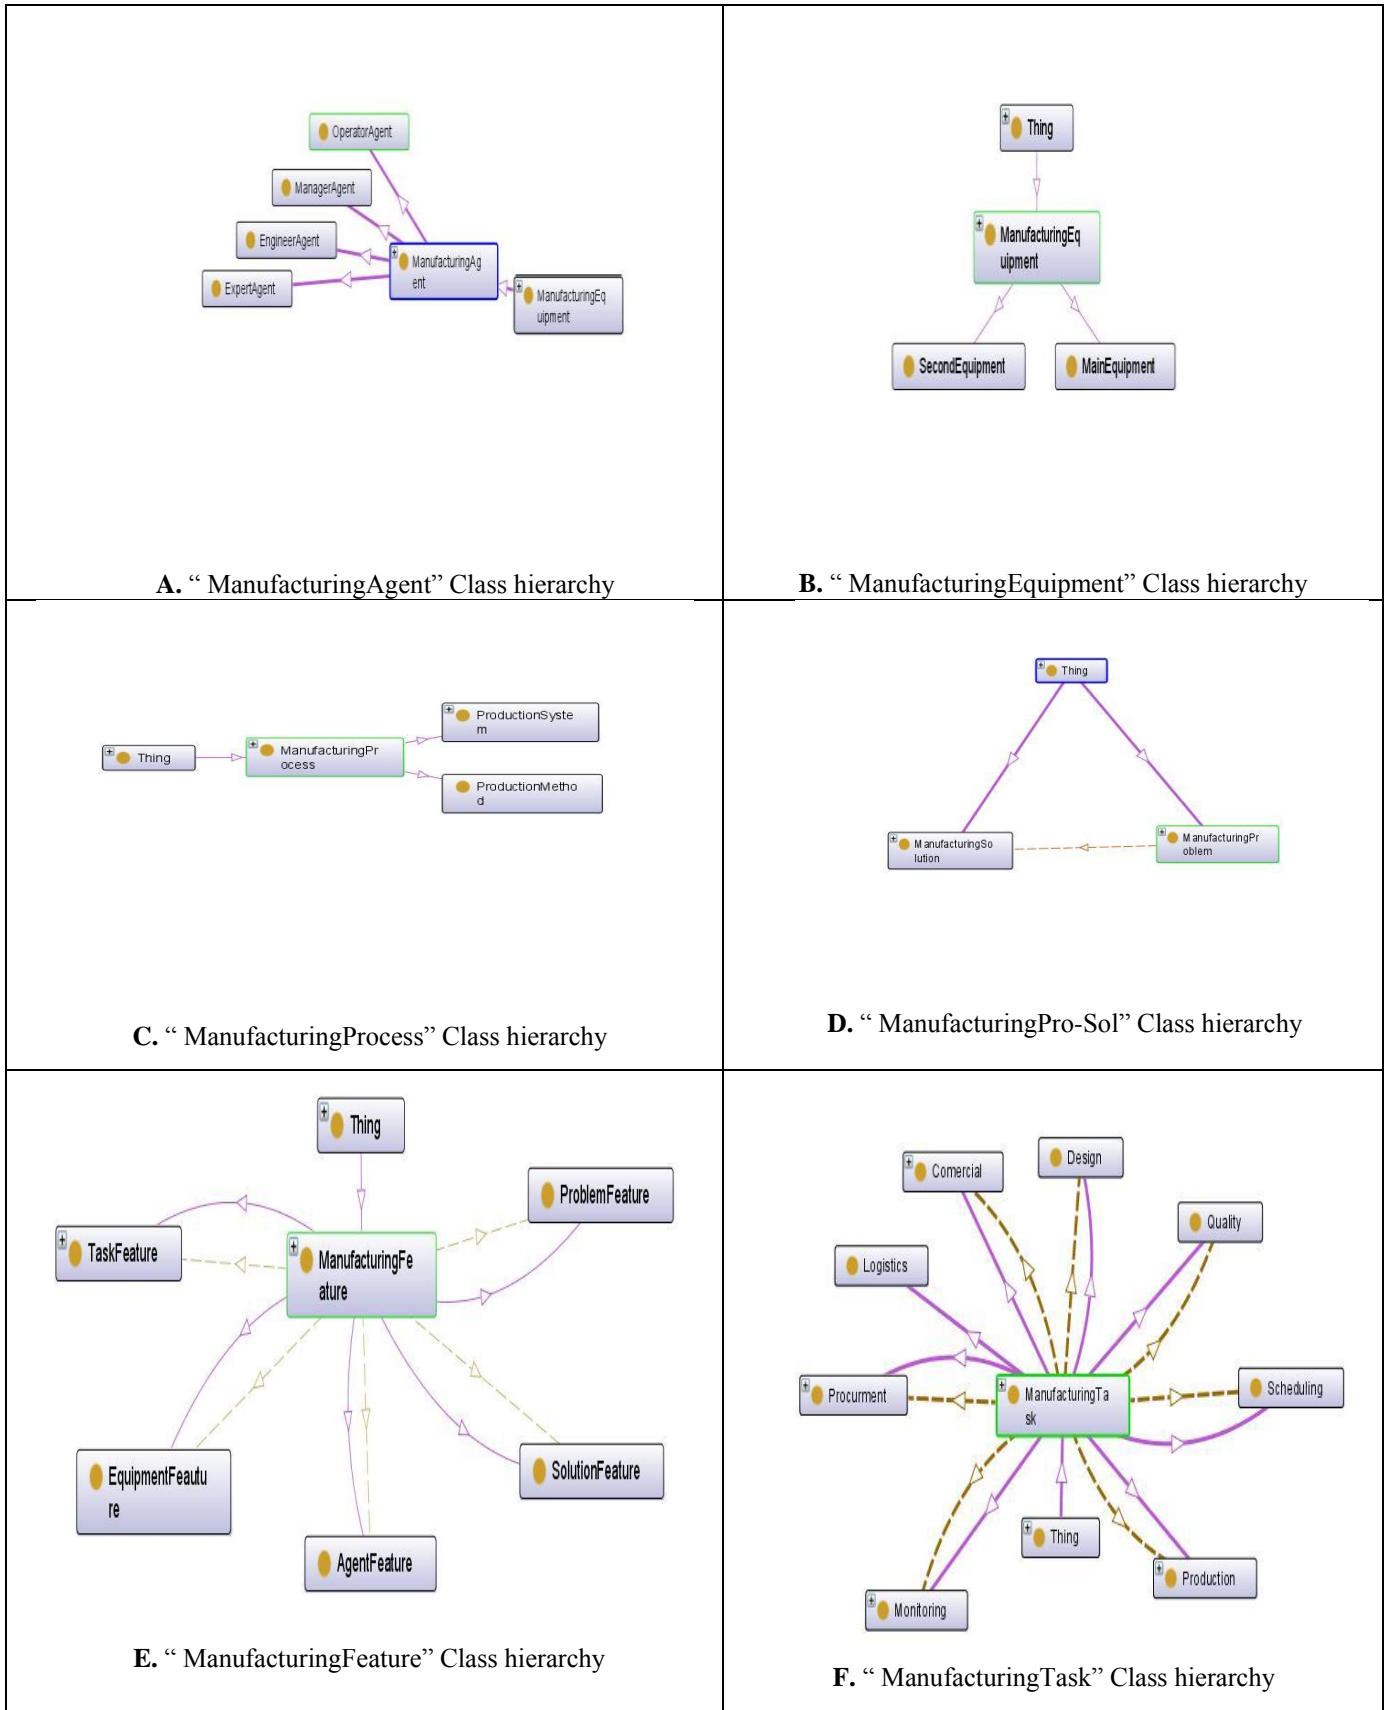 OperatorAgent
ManagerAgent
EngineerAgent
ExpertAgent
ManufacturingAg
ent
ManufacturingEq
uipment
A. “ ManufacturingAgent” Class hierarchy
Thing
ManufacturingEq
uipment
SecondEquipment
MainEquipment
B. “ ManufacturingEquipment” Class hierarchy
Thing
ManufacturingPr
ocess
ProductionSyste
m
ProductionMetho
d
C. “ ManufacturingProcess” Class hierarchy
Thing
ManufacturingSo
lution
ManufacturingPr
oblem
D. “ ManufacturingPro-Sol” Class hierarchy
Thing
ProblemFeature
TaskFeature
ManufacturingFe
ature
EquipmentFeautu
re
SolutionFeature
AgentFeature
E. “ ManufacturingFeature” Class hierarchy
Comercial
Design
Quality
Logistics
Procurment
ManufacturingTa
sk
Scheduling
Thing
Production
Monitoring
F. “ ManufacturingTask” Class hierarchy